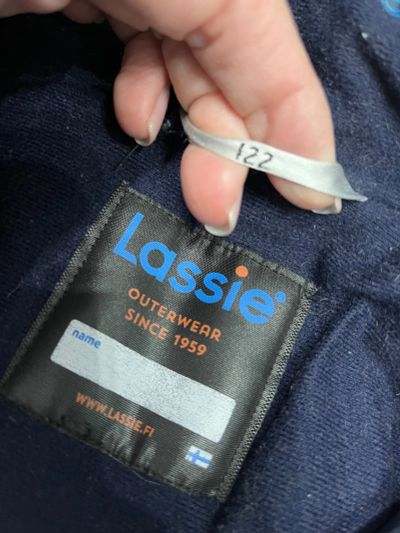 122
Lassie
OUTERWEAR
SINCE 1959
name
WWW.LASSIE.FI